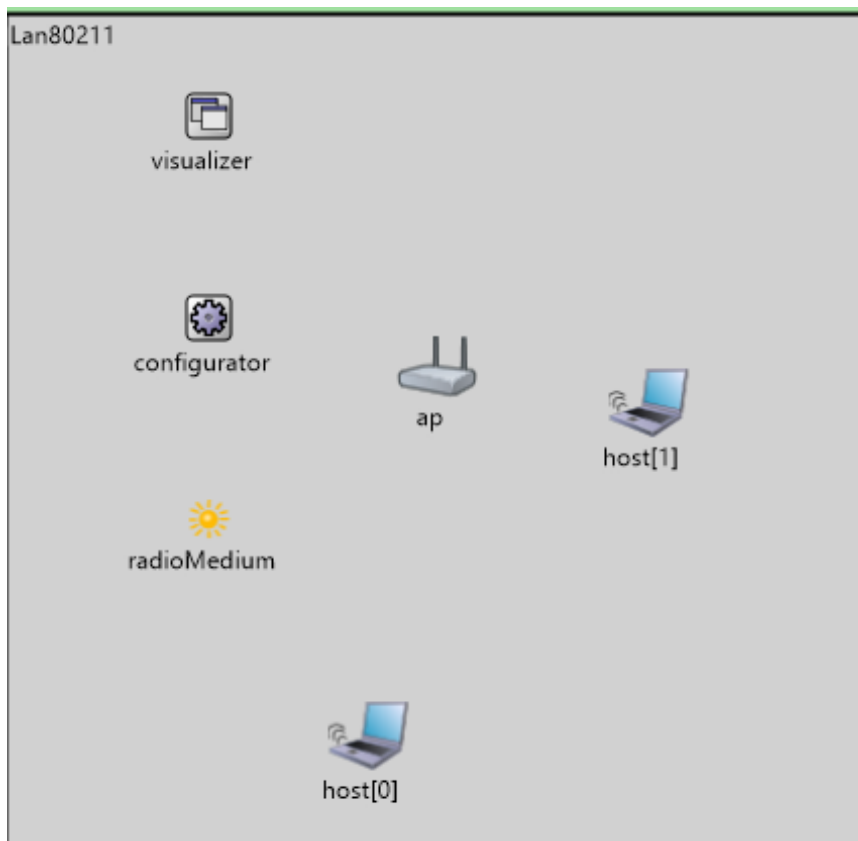 Lan80211
visualizer
configurator
ap
host[1]
radioMedium
host[0]